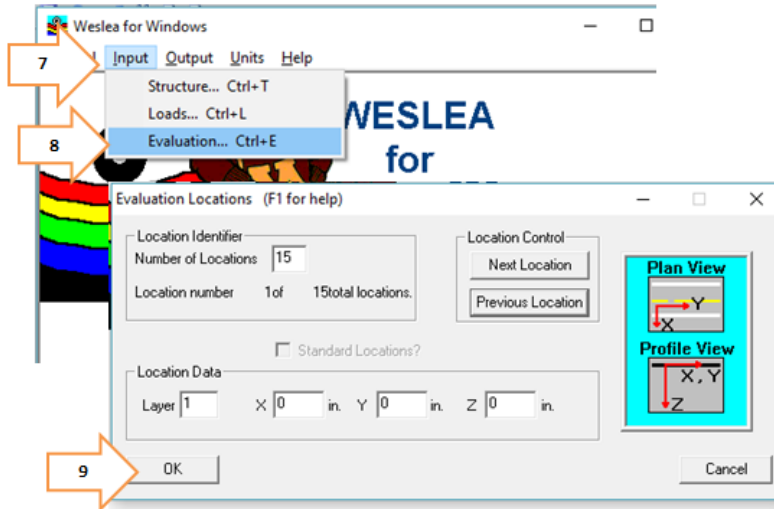 Weslea for Windows
7
Input Output Units Help
Structure... Ctrl+T
Loads... Ctrl+L
8
Evaluation... Ctrl+E
WESLEA
for
Evaluation Locations (F1 for help)
Location Identifier
Number of Locations 15
Location number 1of 15total locations.
Location Control
Next Location
Previous Location
Plan View
Y
X
Profile View
X,Y
Z
Standard Locations?
Location Data
Layer 1 X 0 in. Y 0 in. Z 0 in.
9
OK
Cancel